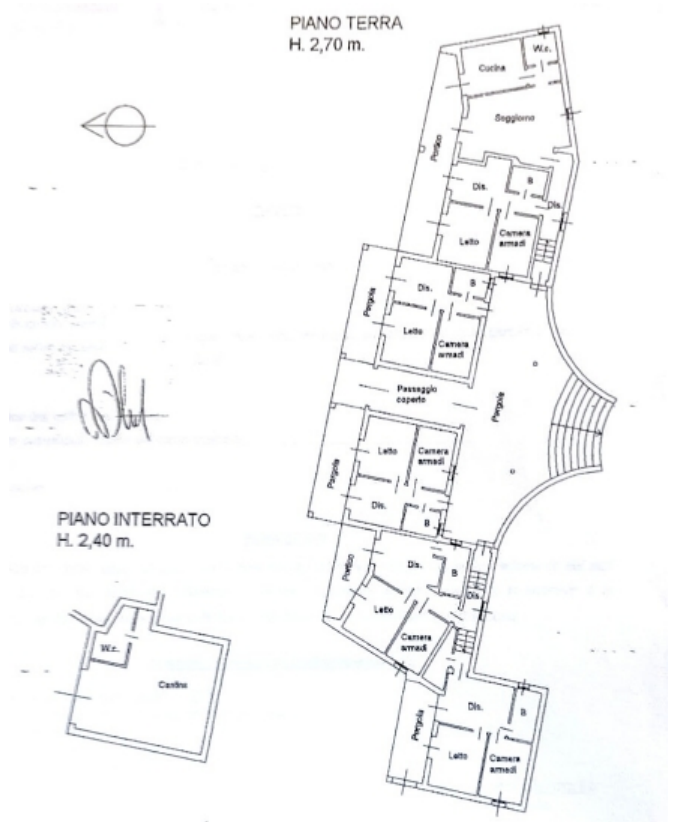 PIANO TERRA
H. 2,70 m.
W.c.
Cucina
Soggiorno
Portico
Dis.
B
Dis.
Letto
Camera
armadi
Pergola
Dis.
B
Letto
Camera
armadi
Passaggio
coperto
Pergola
Pergola
Letto
Camera
armadi
Dis.
B
PIANO INTERRATO
H. 2,40 m.
W.c.
Cantina
Portico
Dis.
B
Dis.
Letto
Camera
armadi
Pergola
Dis.
B
Letto
Camera
armadi